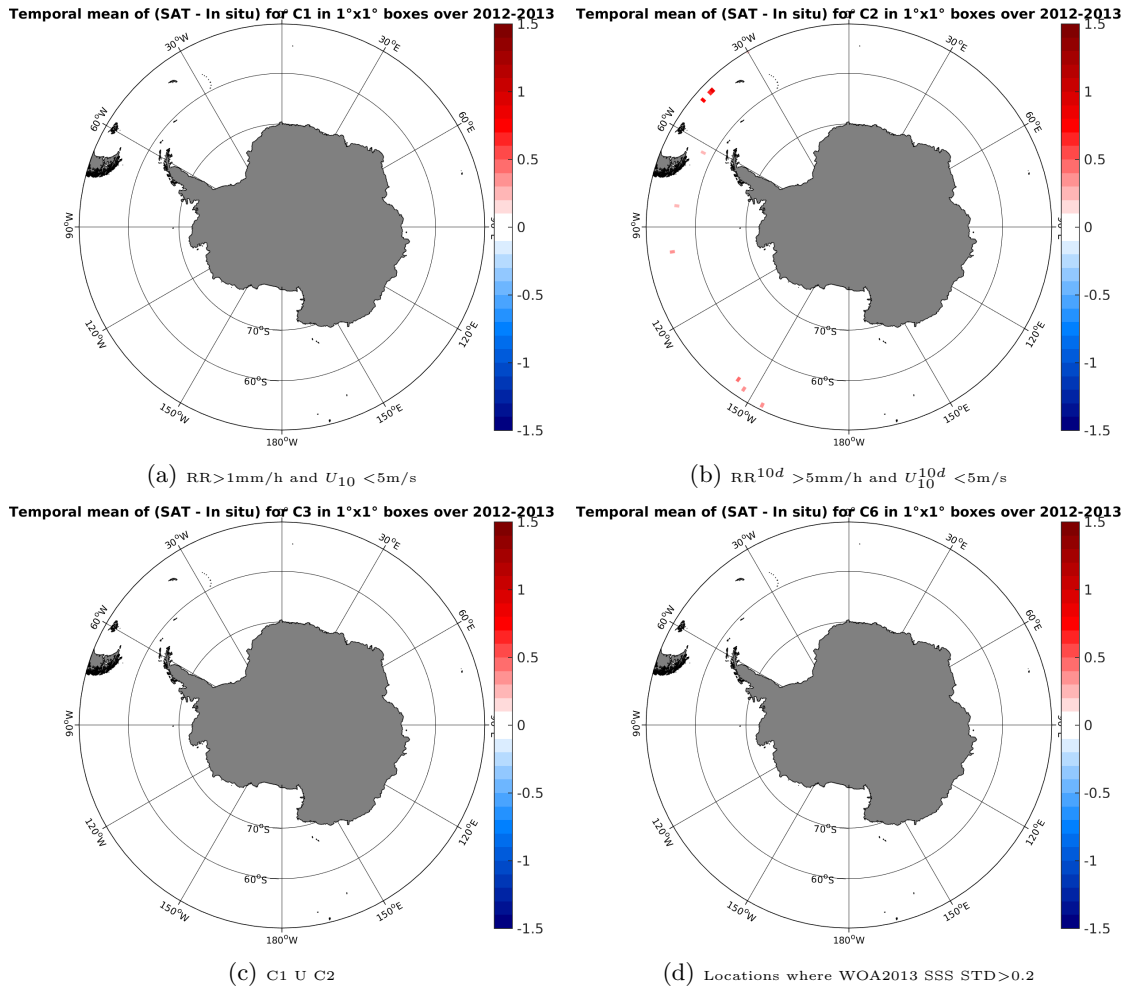 Temporal mean of (SAT - In situ) for C1 in 1°x1° boxes over 2012-2013
30°W
30°E
60°W
60°E
90°W
120°W
120°E
150°W
150°E
180°W
70°S
60°S
1.5
1
0.5
0
-0.5
-1
-1.5
(a) RR>1mm/h and U10 <5m/s
Temporal mean of (SAT - In situ) for C2 in 1°x1° boxes over 2012-2013
30°W
30°E
60°W
60°E
90°W
120°W
120°E
150°W
150°E
180°W
70°S
60°S
1.5
1
0.5
0
-0.5
-1
-1.5
(b) RR10d >5mm/h and U10d10 <5m/s
Temporal mean of (SAT - In situ) for C3 in 1°x1° boxes over 2012-2013
30°W
30°E
60°W
60°E
90°W
120°W
120°E
150°W
150°E
180°W
70°S
60°S
1.5
1
0.5
0
-0.5
-1
-1.5
(c) C1 U C2
Temporal mean of (SAT - In situ) for C6 in 1°x1° boxes over 2012-2013
30°W
30°E
60°W
60°E
90°W
120°W
120°E
150°W
150°E
180°W
70°S
60°S
1.5
1
0.5
0
-0.5
-1
-1.5
(d) Locations where WOA2013 SSS STD>0.2